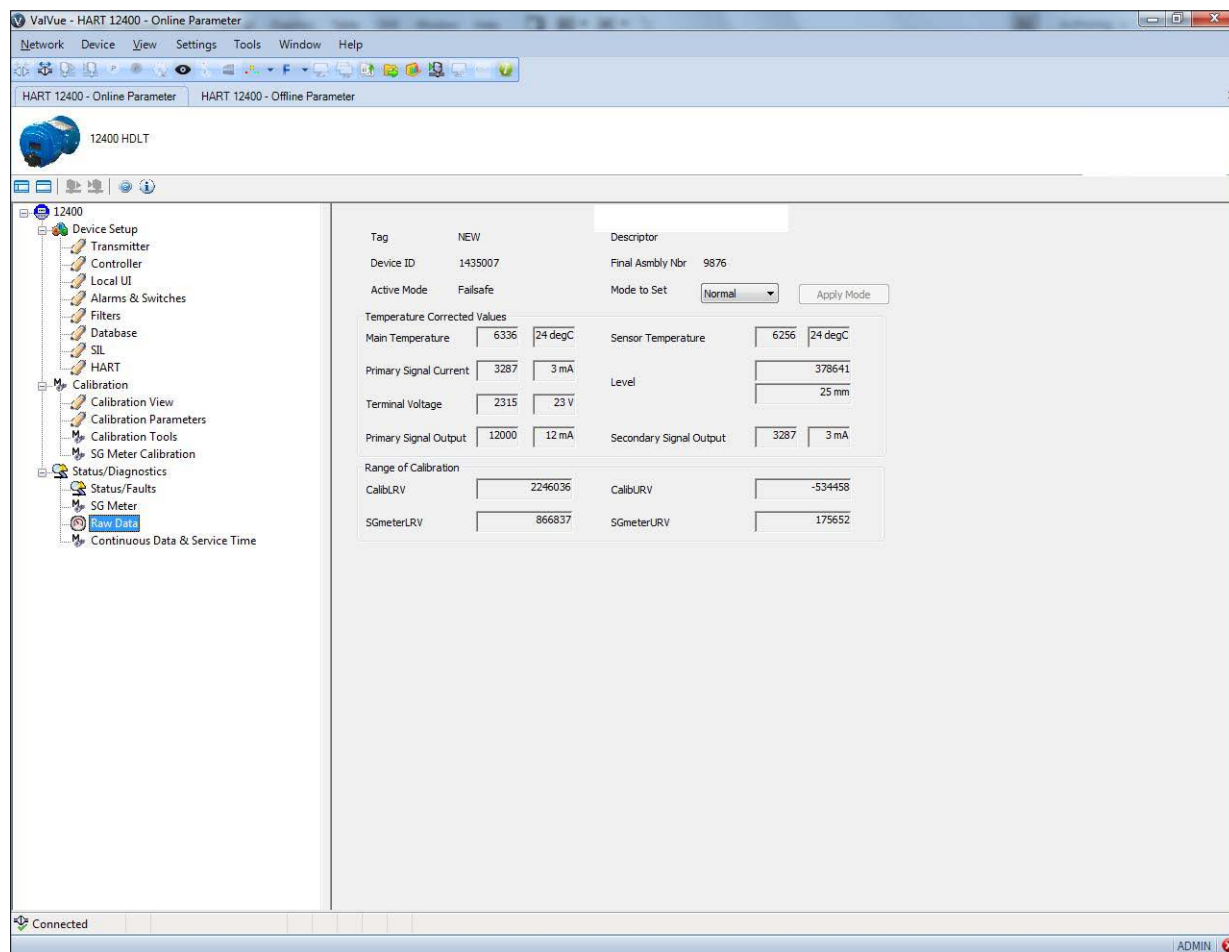 ValVue - HART 12400 - Online Parameter
Network Device View Settings Tools Window Help
HART 12400 - Online Parameter HART 12400 - Offline Parameter
12400 HDLT
12400
Device Setup
Transmitter
Controller
Local UI
Alarms & Switches
Filters
Database
SIL
HART
Calibration
Calibration View
Calibration Parameters
Calibration Tools
SG Meter Calibration
Status/Diagnostics
Status/Faults
SG Meter
Raw Data
Continuous Data & Service Time
Tag NEW Descriptor
Device ID 1435007 Final Asmbly Nbr 9876
Active Mode Failsafe Mode to Set Normal Apply Mode
Temperature Corrected Values
Main Temperature 6336 24 degC Sensor Temperature 6256 24 degC
Primary Signal Current 3287 3 mA Level 378641
25 mm
Terminal Voltage 2315 23 V
Primary Signal Output 12000 12 mA Secondary Signal Output 3287 3 mA
Range of Calibration
CalibLRV 2246036 CalibURV -534458
SGmeterLRV 866837 SGmeterURV 175652
Connected
ADMIN